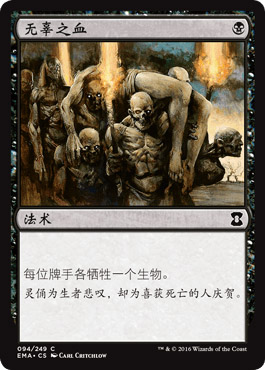 无辜之血
法术
每位牌手各牺牲一个生物。
灵俑为生者悲叹，却为喜获死亡的人庆贺。
094/249 C
EMA • CS Carl Critchlow
™ & © 2016 Wizards of the Coast